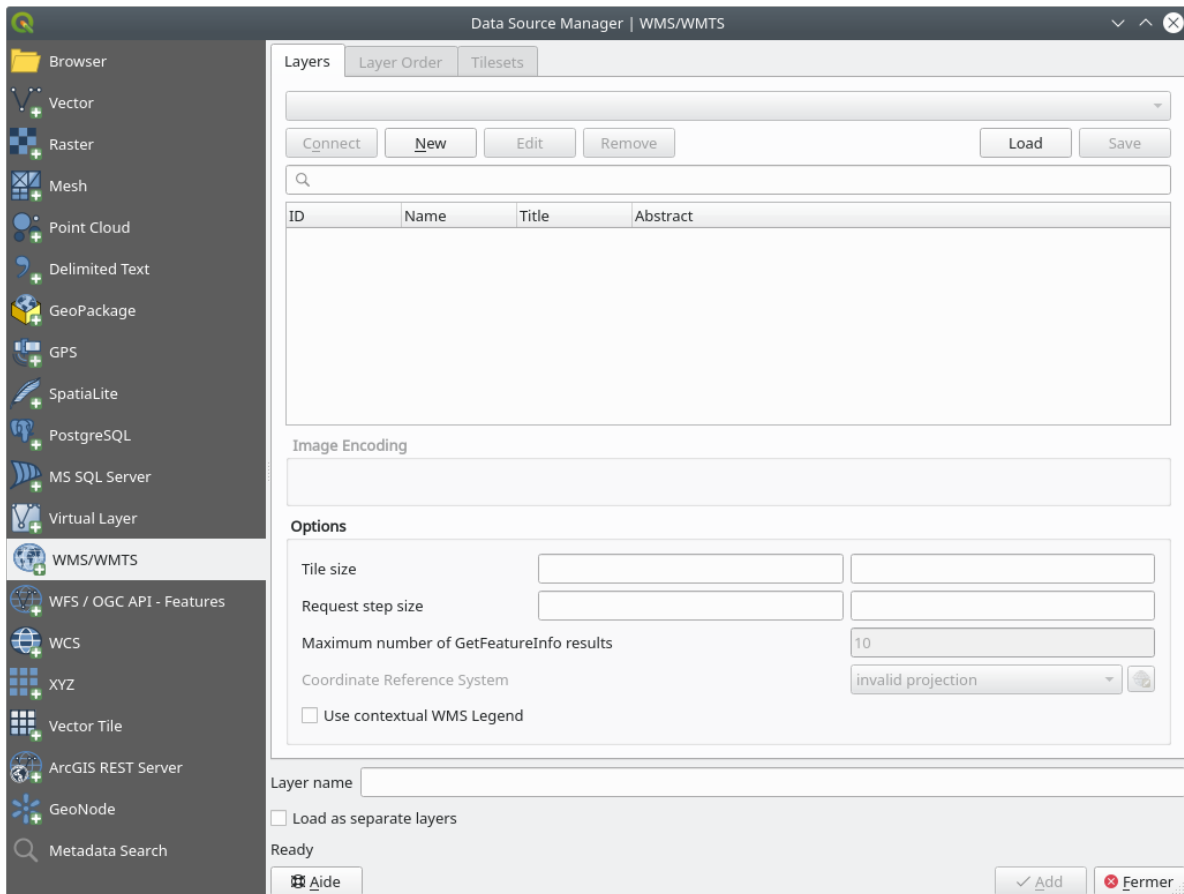 Data Source Manager | WMS/WMTS
Browser
Vector
Raster
Mesh
Point Cloud
Delimited Text
GeoPackage
GPS
SpatiaLite
PostgreSQL
MS SQL Server
Virtual Layer
WMS/WMTS
WFS / OGC API - Features
WCS
XYZ
Vector Tile
ArcGIS REST Server
GeoNode
Metadata Search
Layers Layer Order Tilesets
Connect New Edit Remove Load Save
ID Name Title Abstract
Image Encoding
Options
Tile size
Request step size
Maximum number of GetFeatureInfo results 10
Coordinate Reference System invalid projection
Use contextual WMS Legend
Layer name
Load as separate layers
Ready
Aide Add Fermer